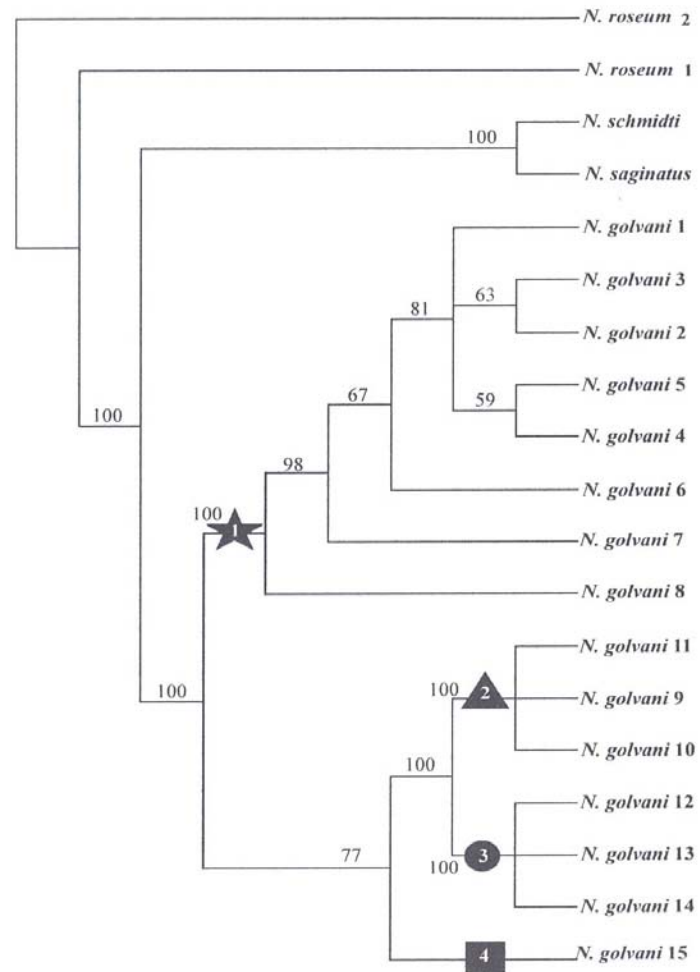 N. roseum 2
N. roseum 1
100
N. schmidti
N. saginatus
N. golvani 1
N. golvani 3
63
81
N. golvani 2
N. golvani 5
67
59
N. golvani 4
100
98
N. golvani 6
100
1
N. golvani 7
N. golvani 8
N. golvani 11
100
100
2
N. golvani 9
N. golvani 10
100
N. golvani 12
77
100
3
N. golvani 13
N. golvani 14
4
N. golvani 15